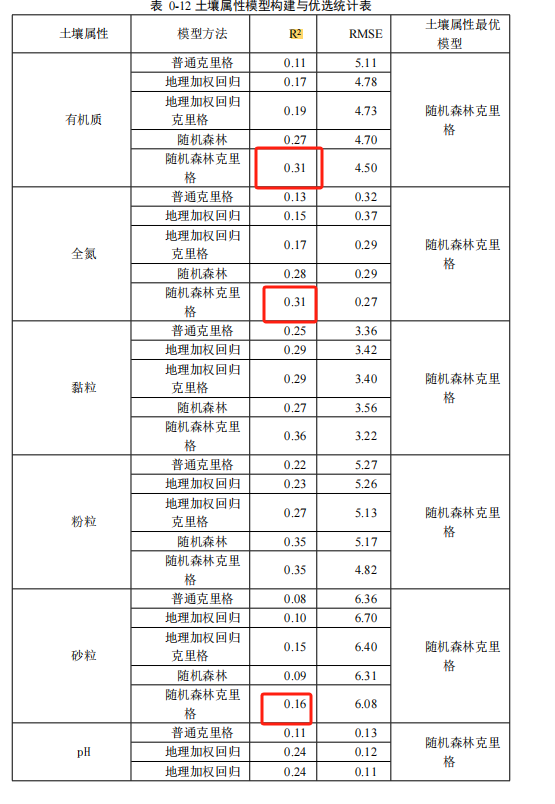 表 0-12 土壤属性模型构建与优选统计表
土壤属性 模型方法 R² RMSE 土壤属性最优
模型
有机质
普通克里格 0.11 5.11
地理加权回归 0.17 4.78
地理加权回归
克里格 0.19 4.73
随机森林 0.27 4.70
随机森林克里
格 0.31 4.50
随机森林克里
格
全氮
普通克里格 0.13 0.32
地理加权回归 0.15 0.37
地理加权回归
克里格 0.17 0.29
随机森林 0.28 0.29
随机森林克里
格 0.31 0.27
随机森林克里
格
黏粒
普通克里格 0.25 3.36
地理加权回归 0.29 3.42
地理加权回归
克里格 0.29 3.40
随机森林 0.27 3.56
随机森林克里
格 0.36 3.22
随机森林克里
格
粉粒
普通克里格 0.22 5.27
地理加权回归 0.23 5.26
地理加权回归
克里格 0.27 5.13
随机森林 0.35 5.17
随机森林克里
格 0.35 4.82
随机森林克里
格
砂粒
普通克里格 0.08 6.36
地理加权回归 0.10 6.70
地理加权回归
克里格 0.15 6.40
随机森林 0.09 6.31
随机森林克里
格 0.16 6.08
随机森林克里
格
pH
普通克里格 0.11 0.13
地理加权回归 0.24 0.12
地理加权回归 0.24 0.11
随机森林克里
格